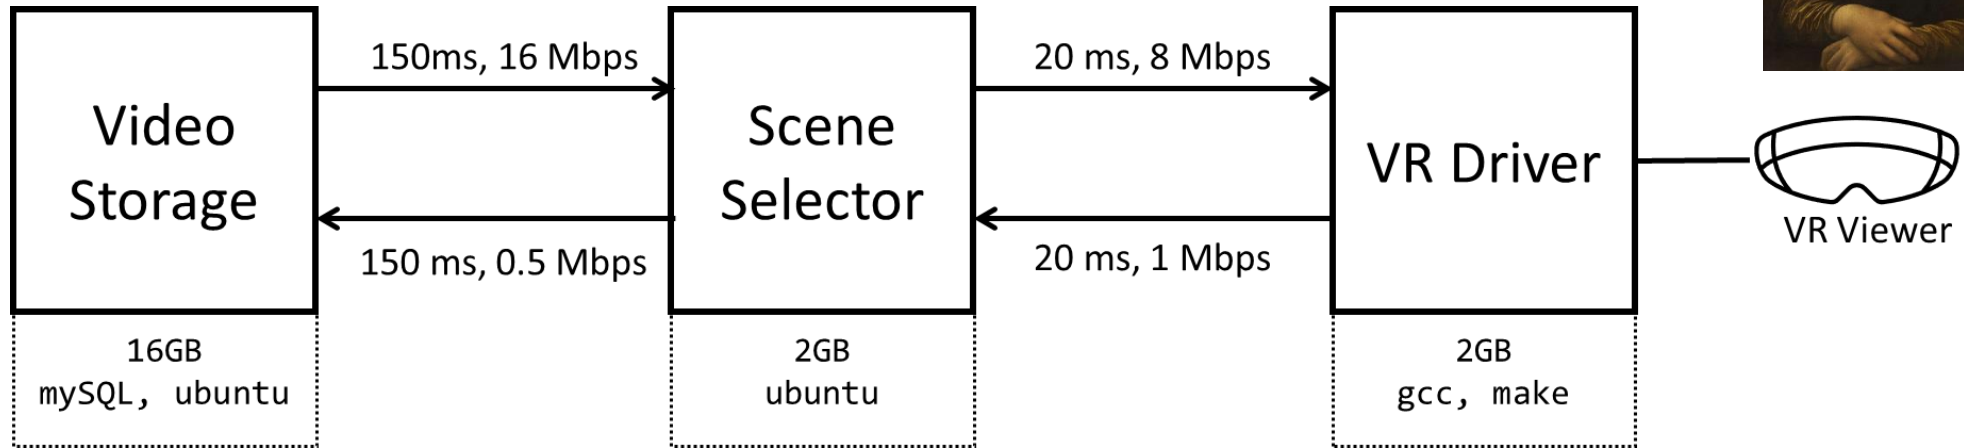 150ms, 16 Mbps
20 ms, 8 Mbps
Video
Storage
Scene
Selector
VR Driver
VR Viewer
150 ms, 0.5 Mbps
20 ms, 1 Mbps
16GB
mySQL, ubuntu
2GB
ubuntu
2GB
gcc, make